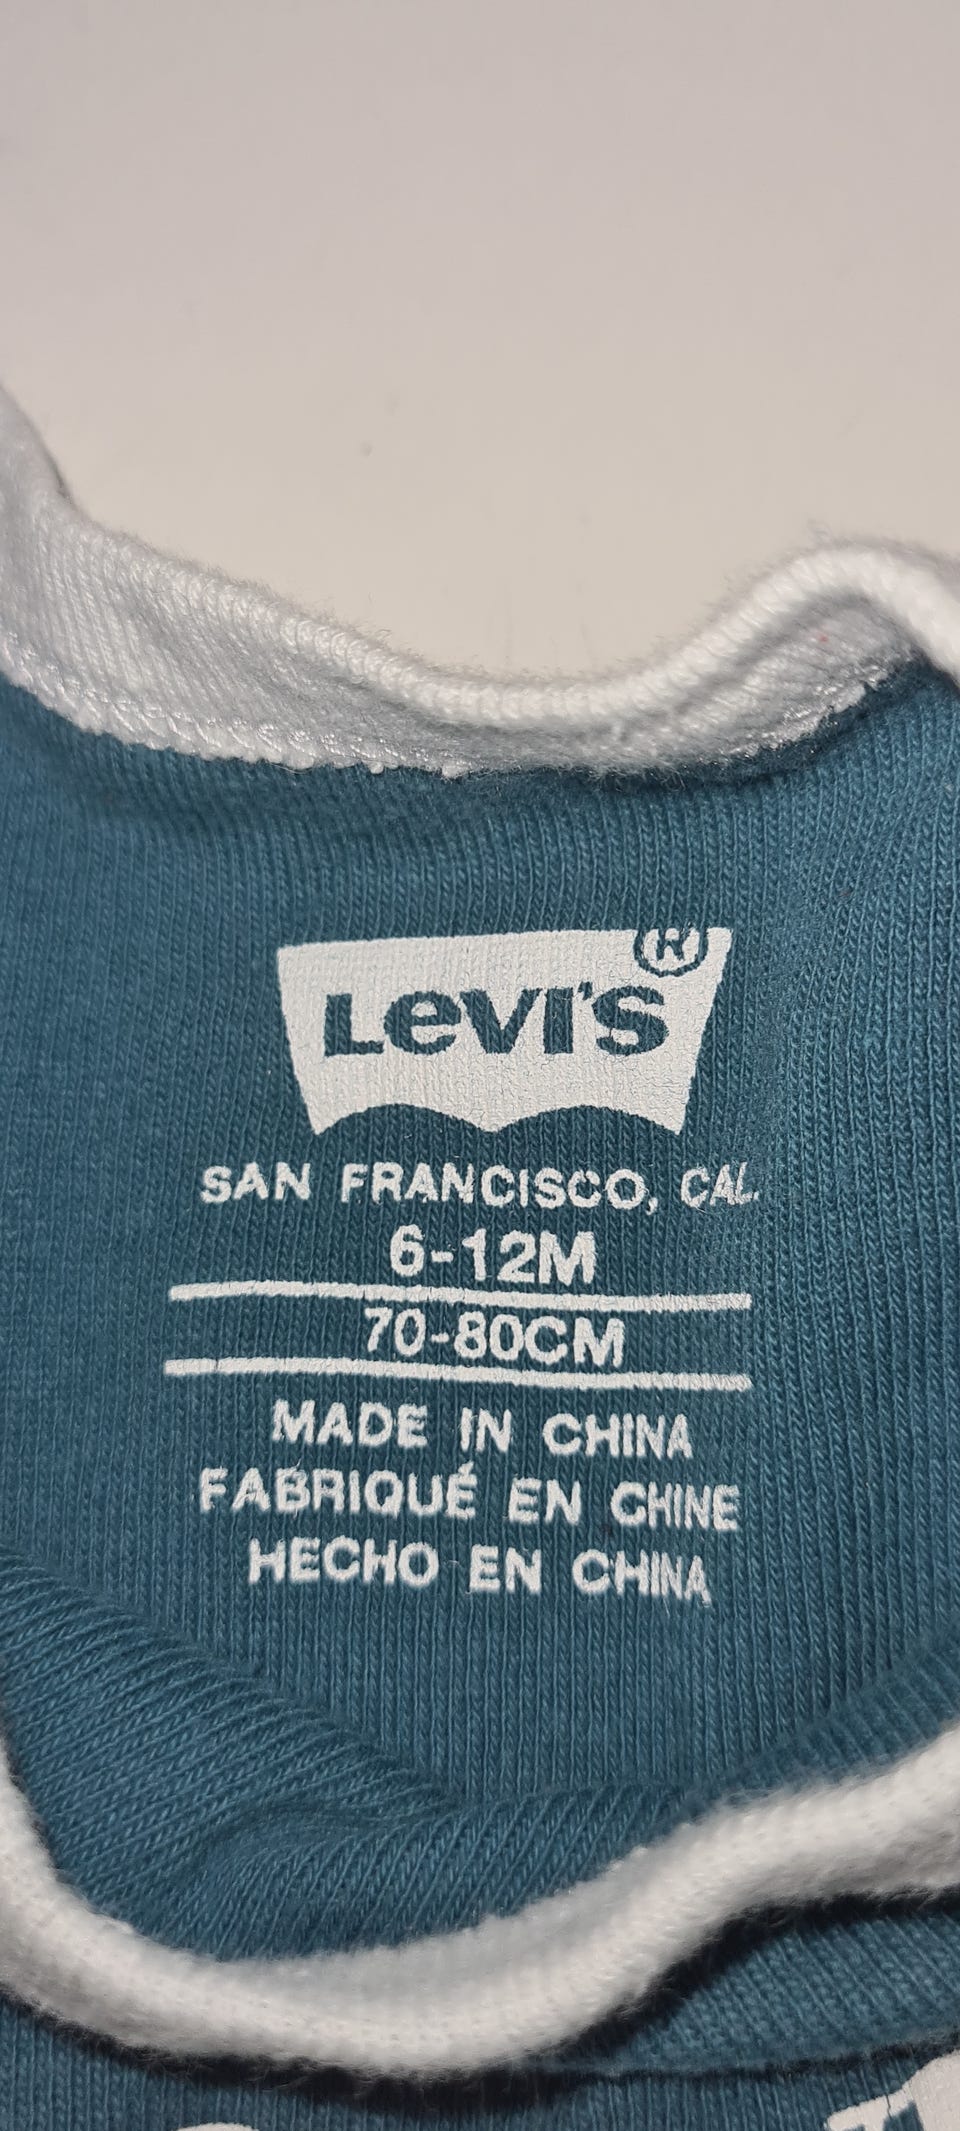 Levi's®
SAN FRANCISCO, CAL.
6-12M
70-80CM
MADE IN CHINA
FABRIQUÉ EN CHINE
HECHO EN CHINA